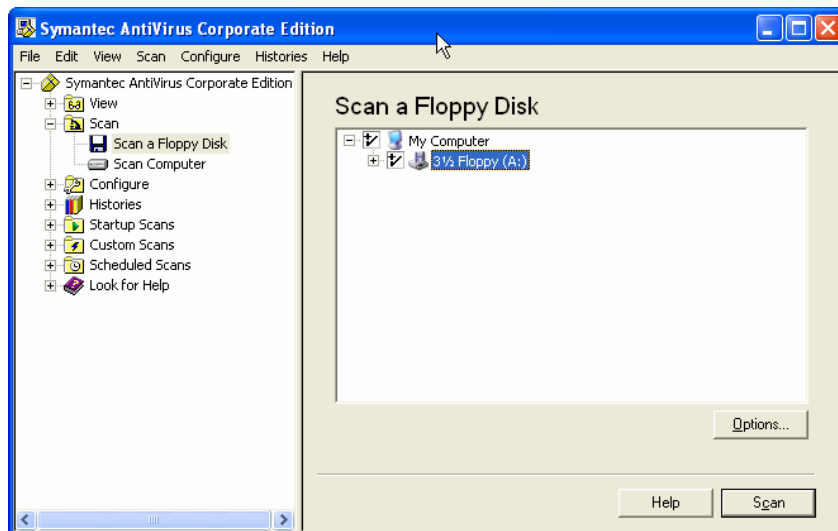 Symantec AntiVirus Corporate Edition
File Edit View Scan Configure Histories Help
Symantec AntiVirus Corporate Edition
View
Scan
Scan a Floppy Disk
Scan Computer
Configure
Histories
Startup Scans
Custom Scans
Scheduled Scans
Look for Help
Scan a Floppy Disk
My Computer
3½ Floppy (A:)
Options...
Help Scan